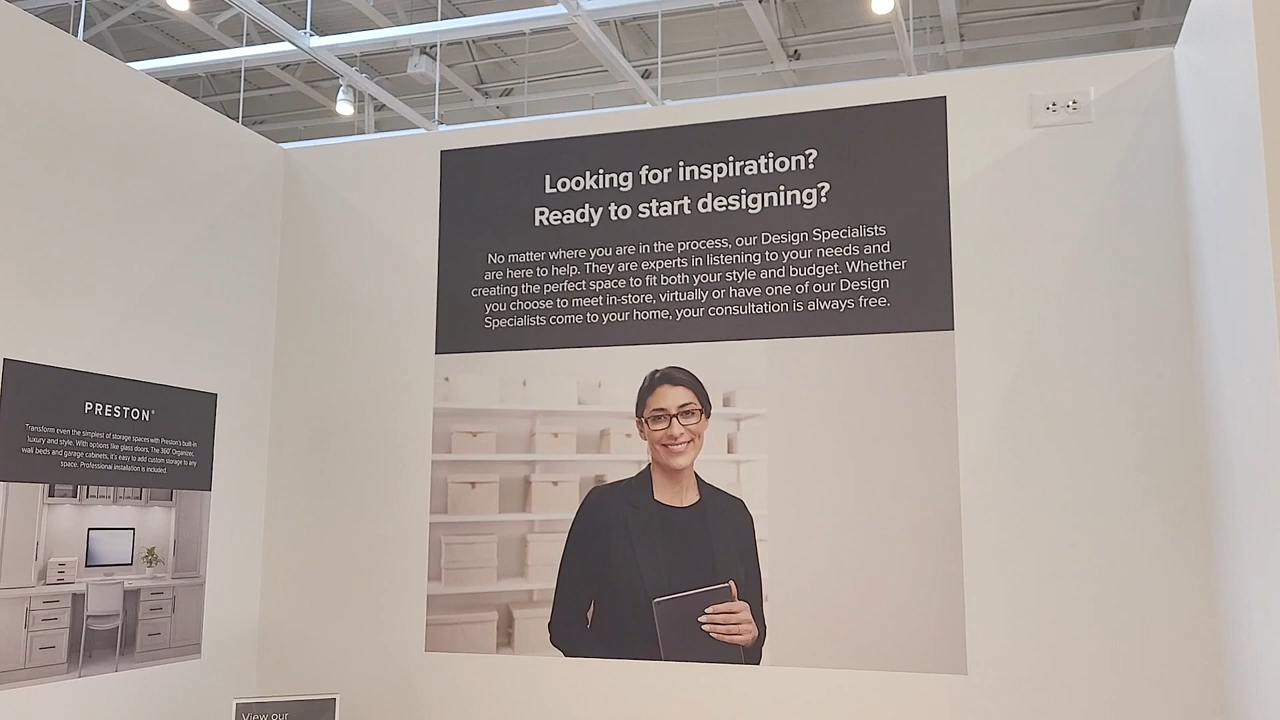 Looking for inspiration?
Ready to start designing?
No matter where you are in the process, our Design Specialists
are here to help. They are experts in listening to your needs and
creating the perfect space to fit both your style and budget. Whether
you choose to meet in-store, virtually or have one of our Design
Specialists come to your home, your consultation is always free.
PRESTON®
Transform even the simplest of storage spaces with Preston's built-in
luxury and style. With options like glass doors, The 360° Organizer,
wall beds and garage cabinets, it's easy to add custom storage to any
space. Professional installation is included.
View our